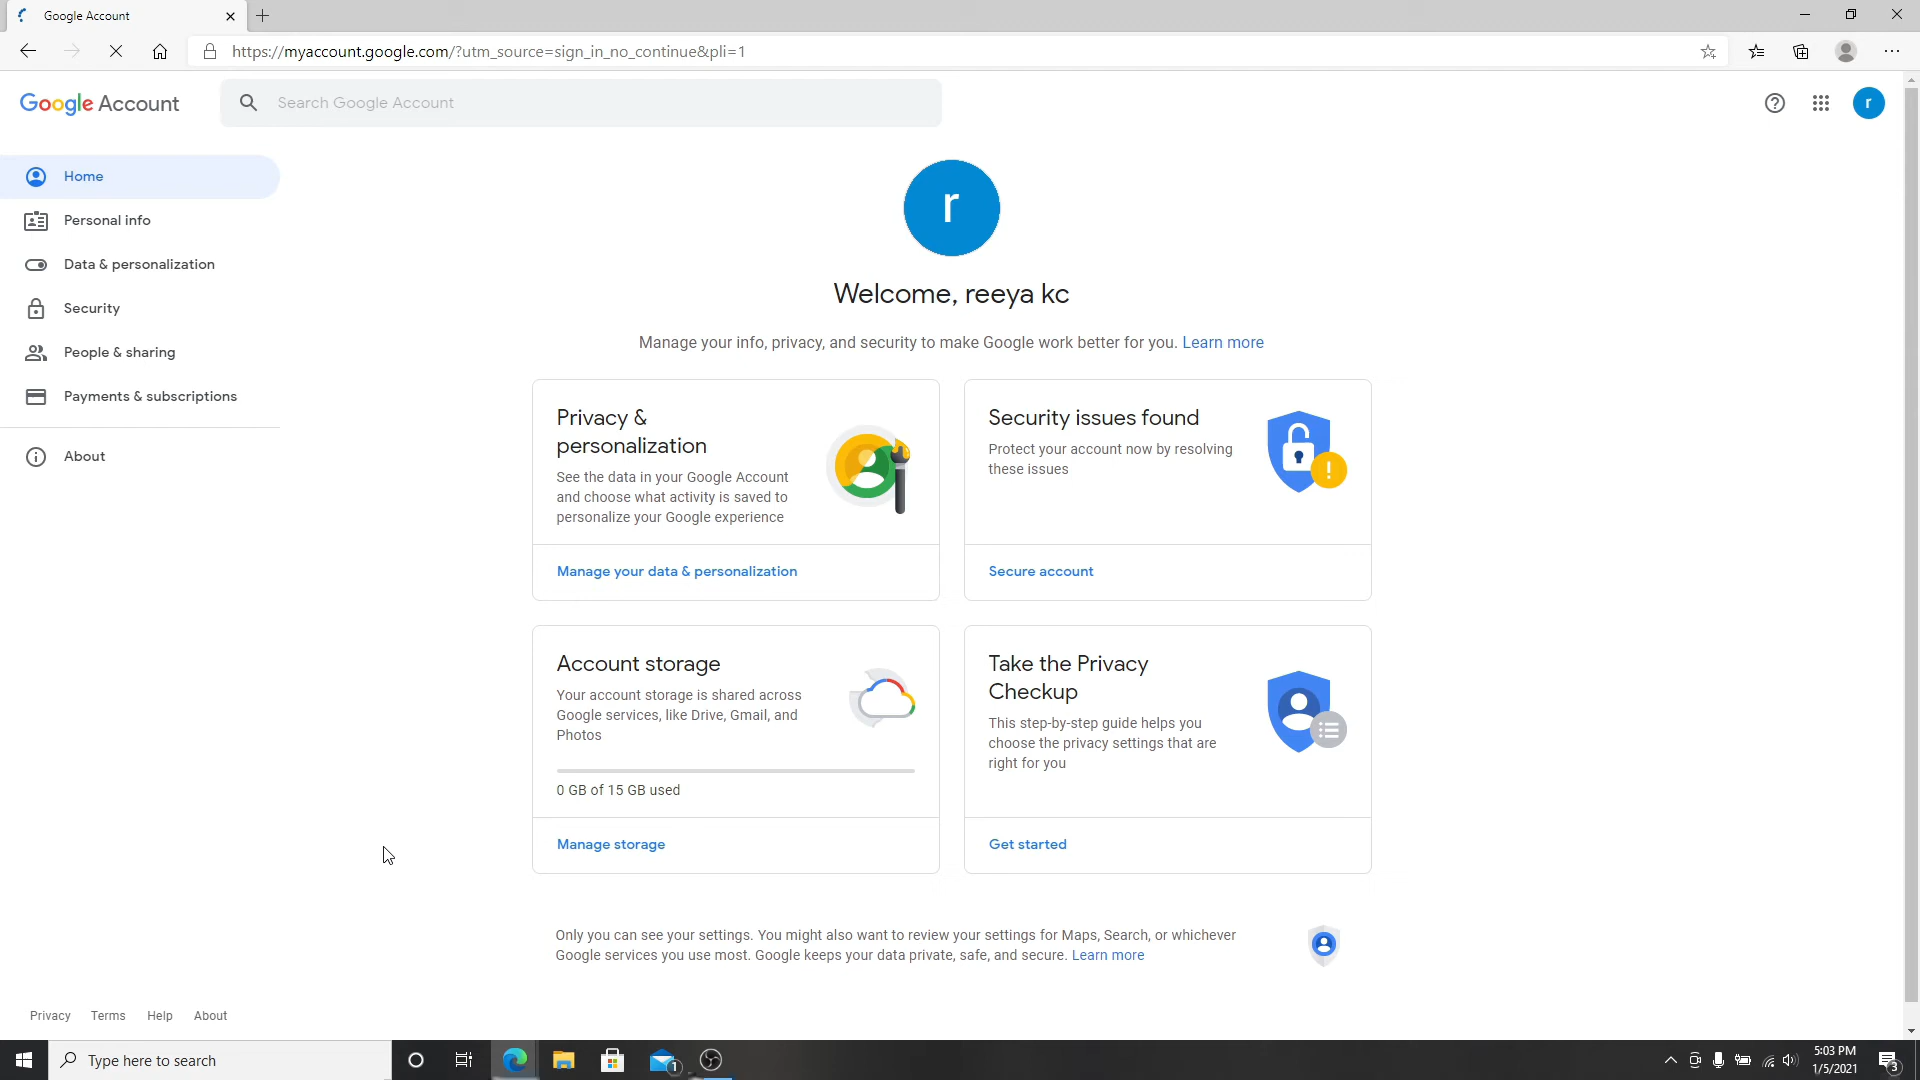 Google Account
https://myaccount.google.com/?utm_source=sign_in_no_continue&pli=1
Google Account
Search Google Account
r
Home
Personal info
Data & personalization
Security
People & sharing
Payments & subscriptions
About
r
Welcome, reeya kc
Manage your info, privacy, and security to make Google work better for you. Learn more
Privacy &
personalization
See the data in your Google Account
and choose what activity is saved to
personalize your Google experience
Manage your data & personalization
Security issues found
Protect your account now by resolving
these issues
Secure account
Account storage
Your account storage is shared across
Google services, like Drive, Gmail, and
Photos
0 GB of 15 GB used
Manage storage
Take the Privacy
Checkup
This step-by-step guide helps you
choose the privacy settings that are
right for you
Get started
Only you can see your settings. You might also want to review your settings for Maps, Search, or whichever
Google services you use most. Google keeps your data private, safe, and secure. Learn more
Privacy Terms Help About
Type here to search
1
5:03 PM
1/5/2021
3